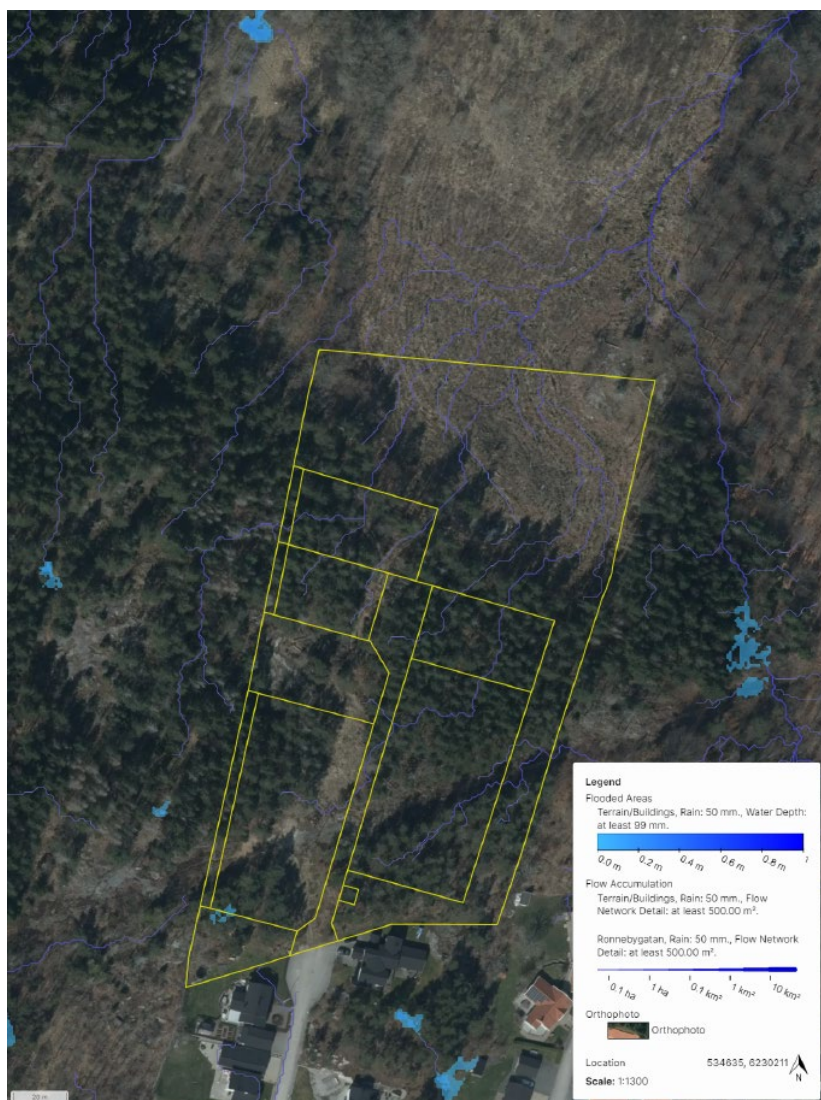 Legend
Flooded Areas
Terrain/Buildings, Rain: 50 mm., Water Depth:
at least 99 mm.
0.0 m 0.2 m 0.4 m 0.6 m 0.8 m
Flow Accumulation
Terrain/Buildings, Rain: 50 mm., Flow
Network Detail: at least 500.00 m².
Ronnebygatan, Rain: 50 mm., Flow Network
Detail: at least 500.00 m².
0.1 ha 1 ha 0.1 km² 1 km² 10 km²
Orthophoto
Orthophoto
Location 534635, 6230211
Scale: 1:1300
N
20 m